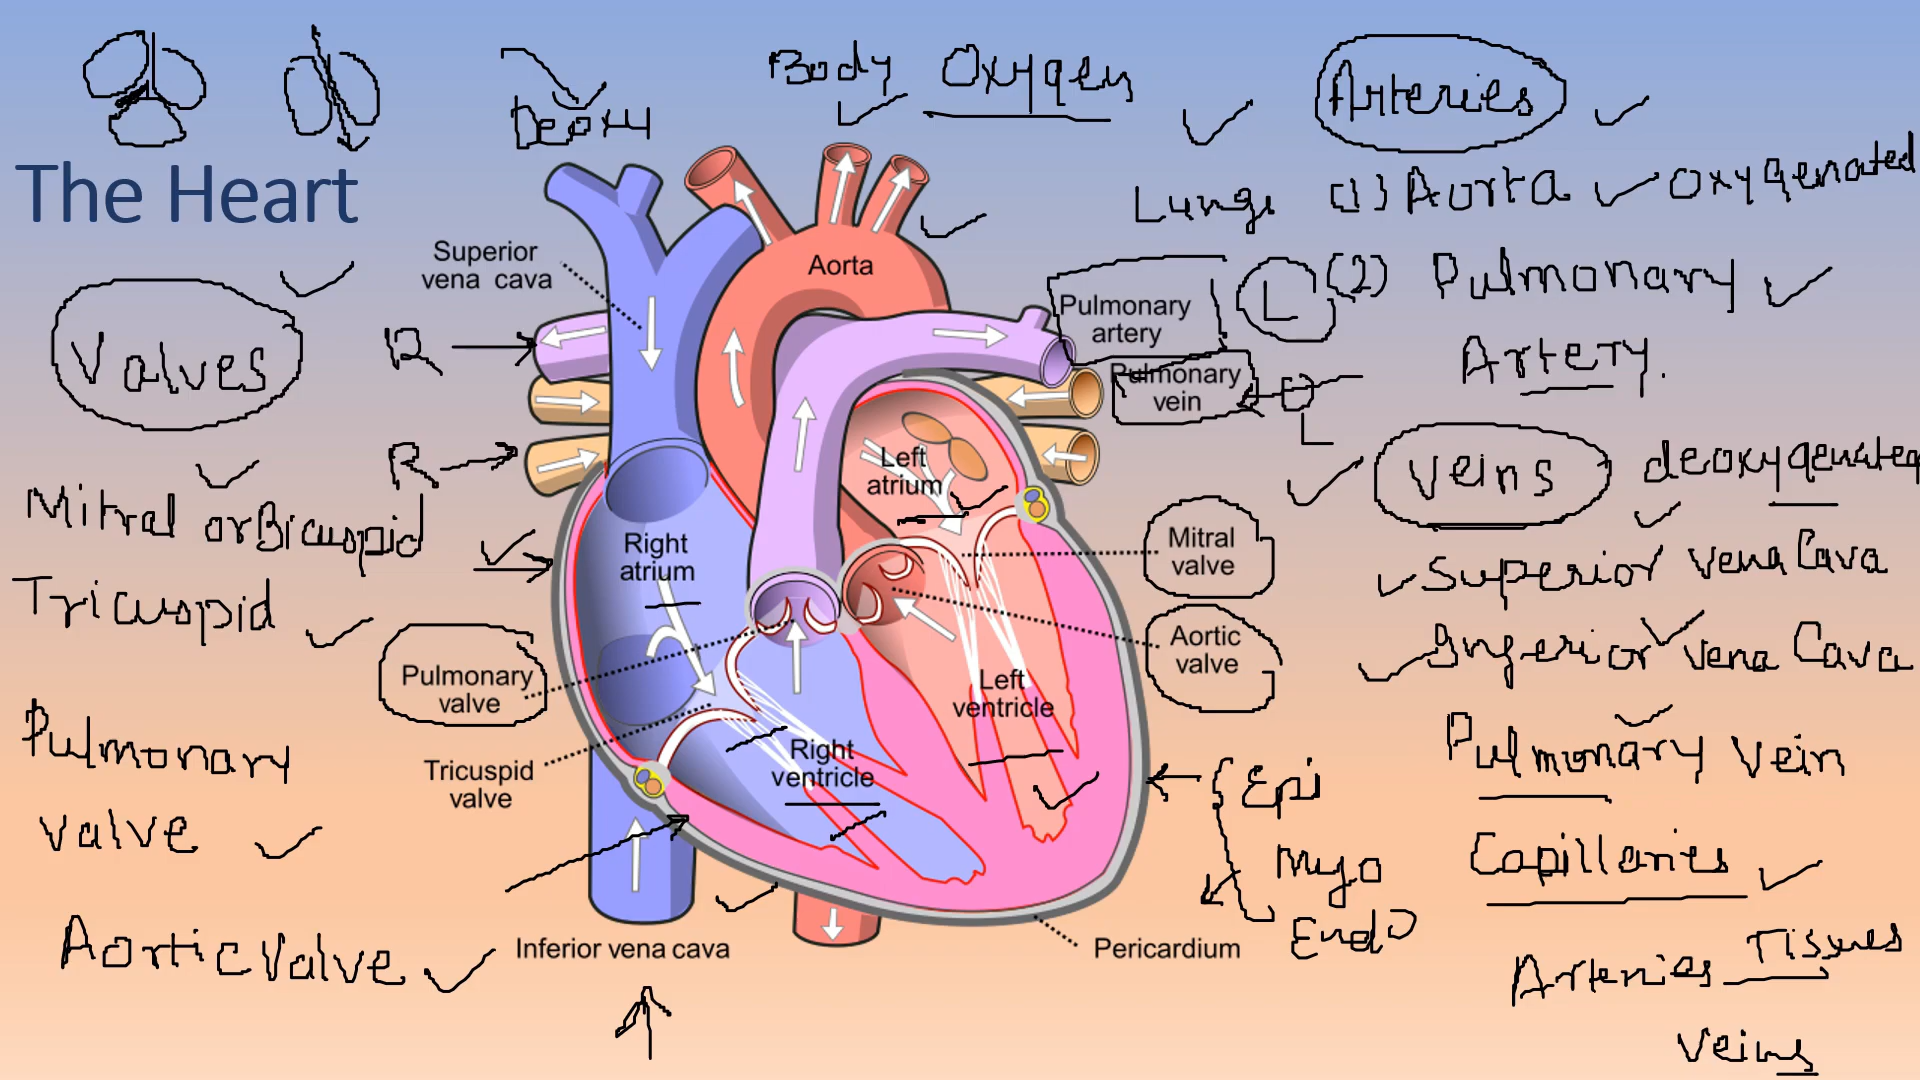 Body Oxygen
Deoxy
Arteries
The Heart
Lungs
(1) Aorta oxygenated
Superior
vena cava
Aorta
Pulmonary
artery
L
(2) Pulmonary
Artery.
Valves
R
Pulmonary
vein
L
R
Left
atrium
Veins deoxygenated
Mitral or Bicuspid
Right
atrium
Mitral
valve
Superior Vena Cava
Tricuspid
Aortic
valve
Inferior Vena Cava
Pulmonary
valve
Left
ventricle
Pulmonary
valve
Pulmonary Vein
Tricuspid
valve
Right
ventricle
Epi
Myo
Endo
Capillaries
Aortic Valve
Inferior vena cava
Pericardium
Arteries Tissues
Veins